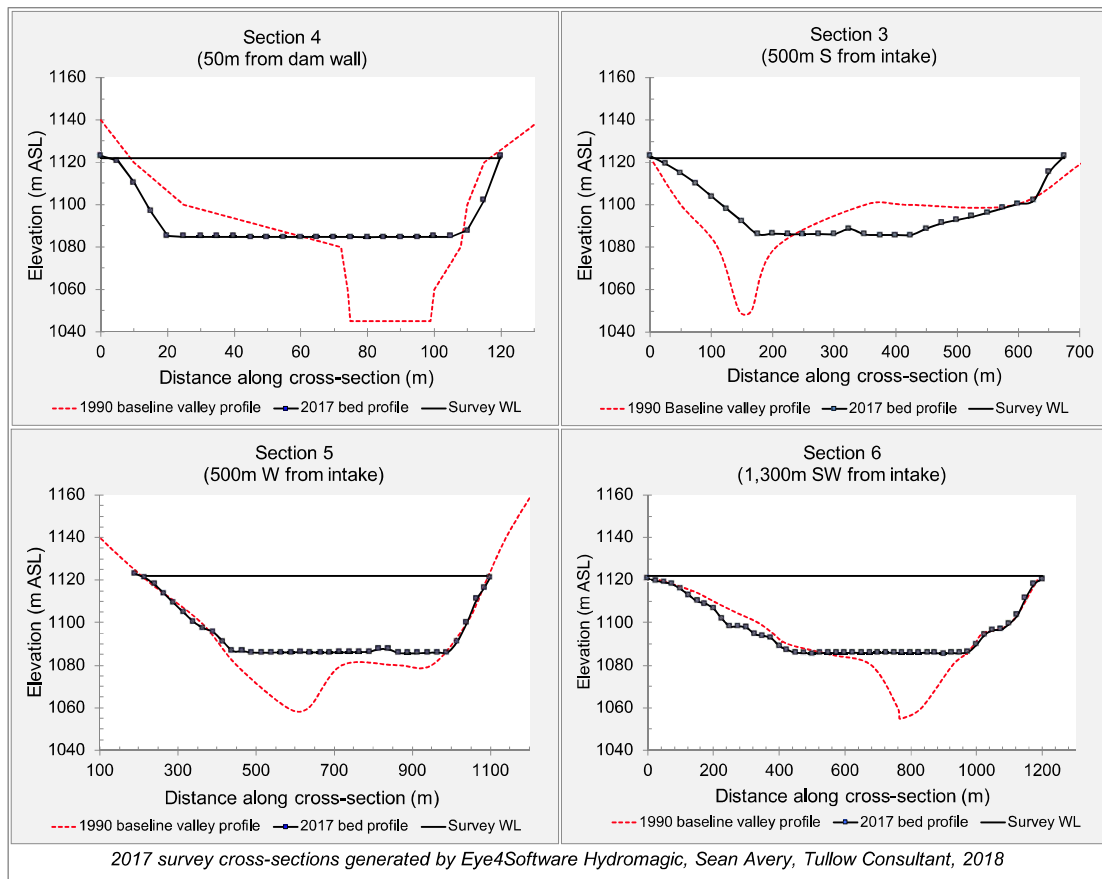 Section 4
(50m from dam wall)
1160
1140
1120
1100
1080
1060
1040
Elevation (m ASL)
0 20 40 60 80 100 120
Distance along cross-section (m)
1990 baseline valley profile 2017 bed profile Survey WL
Section 3
(500m S from intake)
1160
1140
1120
1100
1080
1060
1040
Elevation (m ASL)
0 100 200 300 400 500 600 700
Distance along cross-section (m)
1990 Baseline valley profile 2017 bed profile Survey WL
Section 5
(500m W from intake)
1160
1140
1120
1100
1080
1060
1040
Elevation (m ASL)
100 300 500 700 900 1100
Distance along cross-section (m)
1990 baseline valley profile 2017 bed profile Survey WL
Section 6
(1,300m SW from intake)
1160
1140
1120
1100
1080
1060
1040
Elevation (m ASL)
0 200 400 600 800 1000 1200
Distance along cross-section (m)
1990 baseline valley profile 2017 bed profile Survey WL
2017 survey cross-sections generated by Eye4Software Hydromagic, Sean Avery, Tullow Consultant, 2018